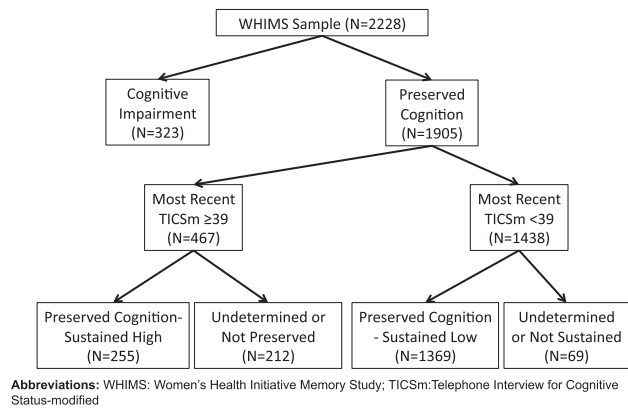 WHIMS Sample (N=2228)
Cognitive
Impairment
(N=323)
Preserved
Cognition
(N=1905)
Most Recent
TICSm ≥39
(N=467)
Most Recent
TICSm <39
(N=1438)
Preserved Cognition-
Sustained High
(N=255)
Undetermined or
Not Preserved
(N=212)
Preserved Cognition
- Sustained Low
(N=1369)
Undetermined
or Not Sustained
(N=69)
Abbreviations: WHIMS: Women's Health Initiative Memory Study; TICSm:Telephone Interview for Cognitive
Status-modified